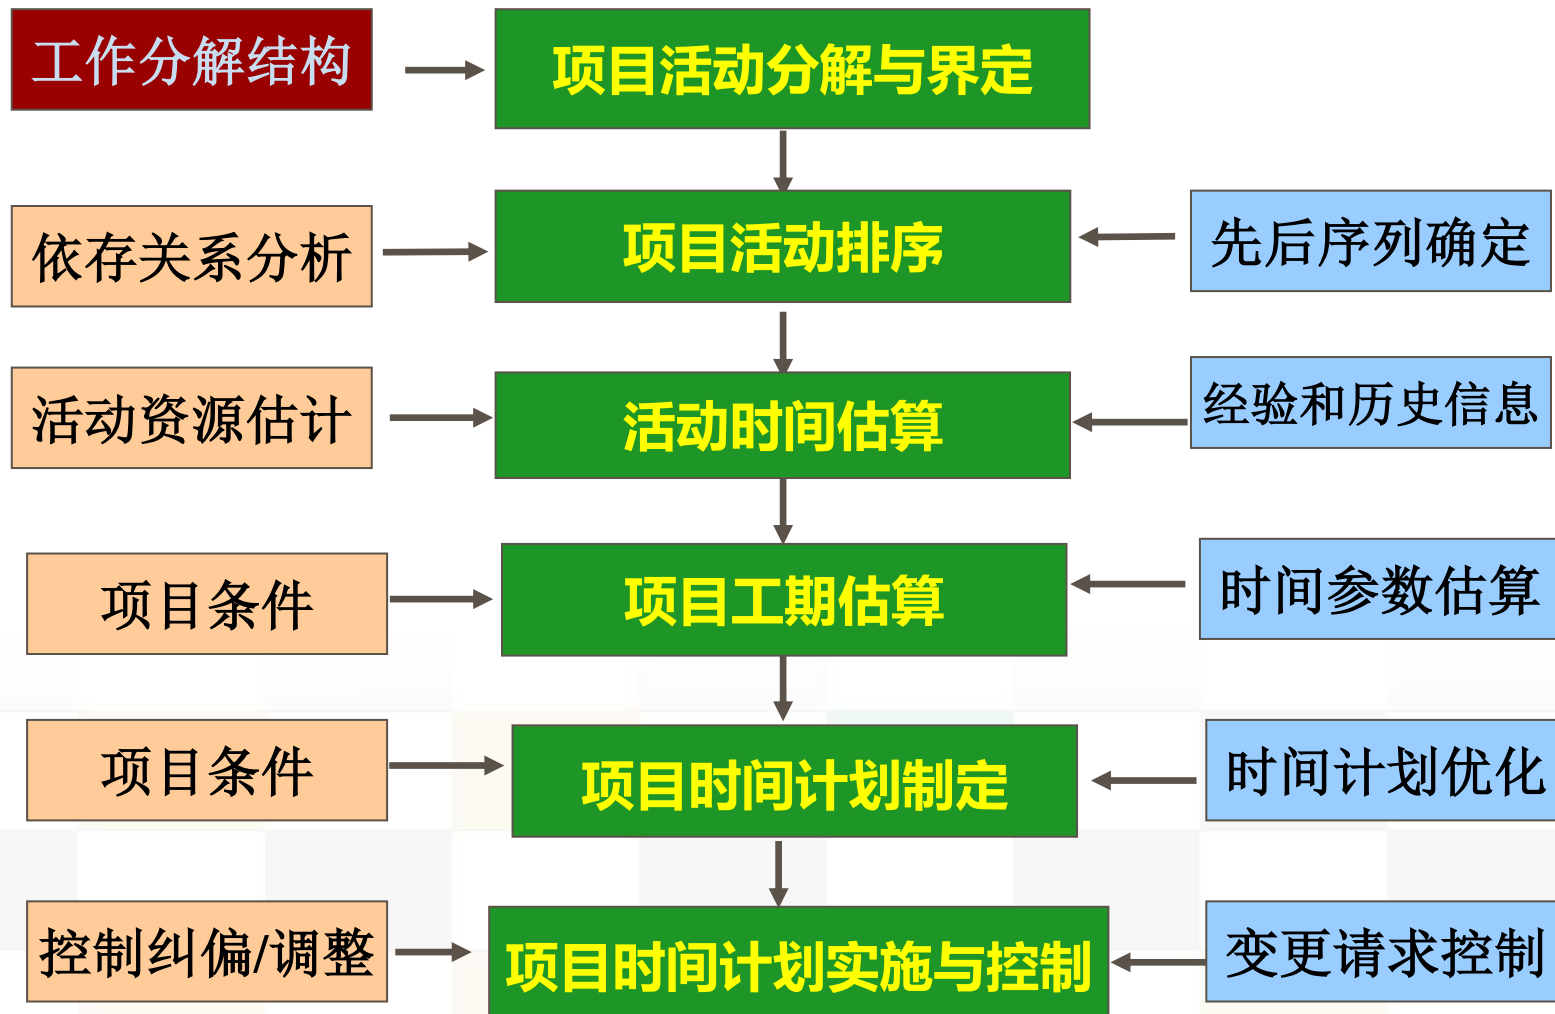 工作分解结构
项目活动分解与界定
依存关系分析
项目活动排序
先后序列确定
活动资源估计
活动时间估算
经验和历史信息
项目条件
项目工期估算
时间参数估算
项目条件
项目时间计划制定
时间计划优化
控制纠偏/调整
项目时间计划实施与控制
变更请求控制